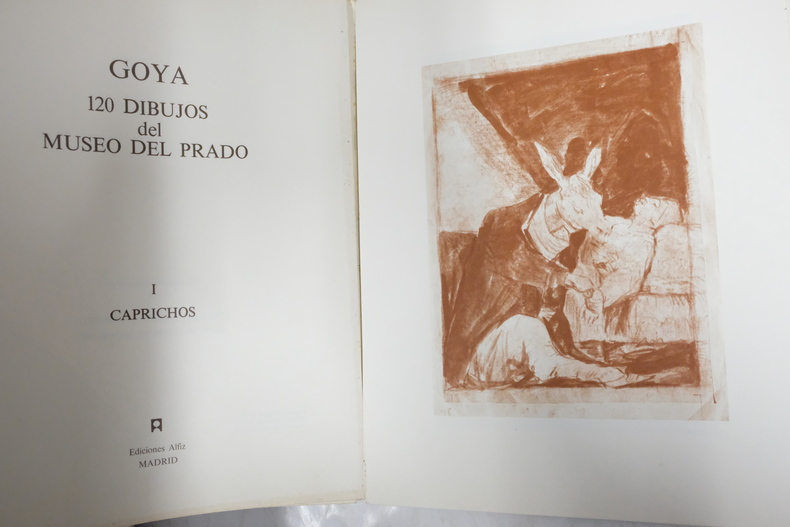 GOYA
120 DIBUJOS
del
MUSEO DEL PRADO
I
CAPRICHOS
Ediciones Alfiz
MADRID